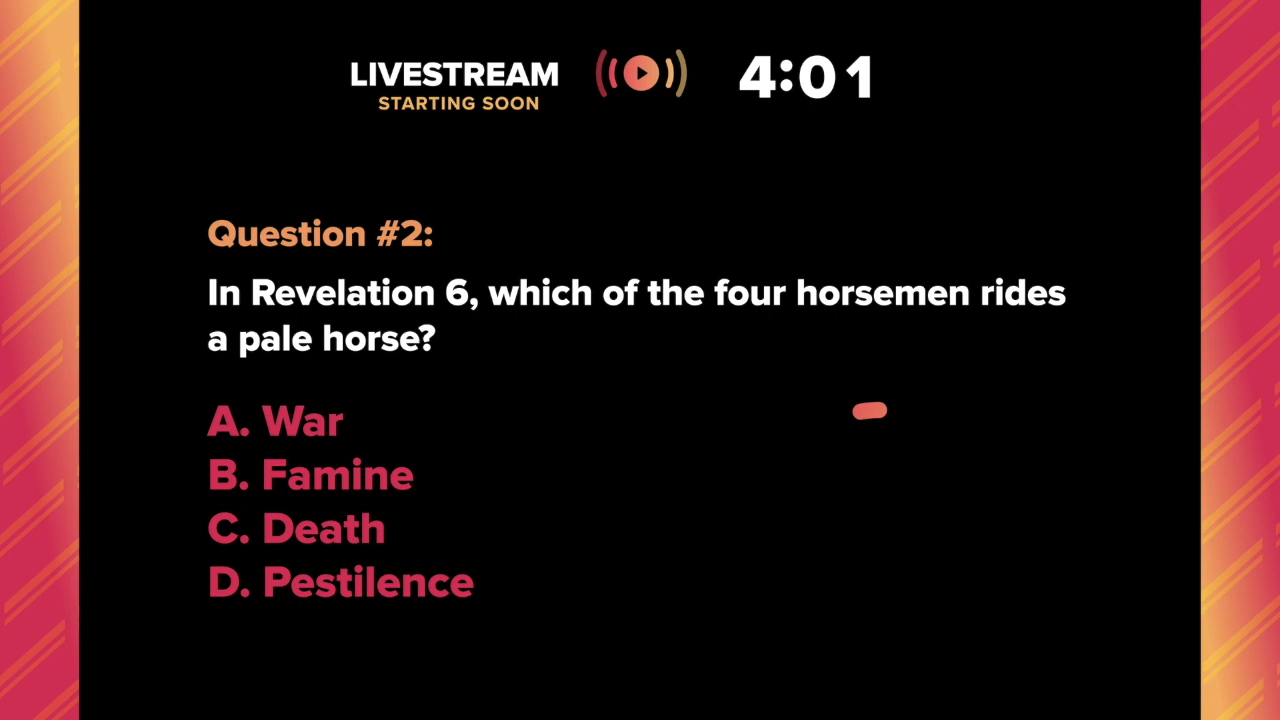 LIVESTREAM
STARTING SOON
4:01
Question #2:
In Revelation 6, which of the four horsemen rides
a pale horse?
A. War
B. Famine
C. Death
D. Pestilence